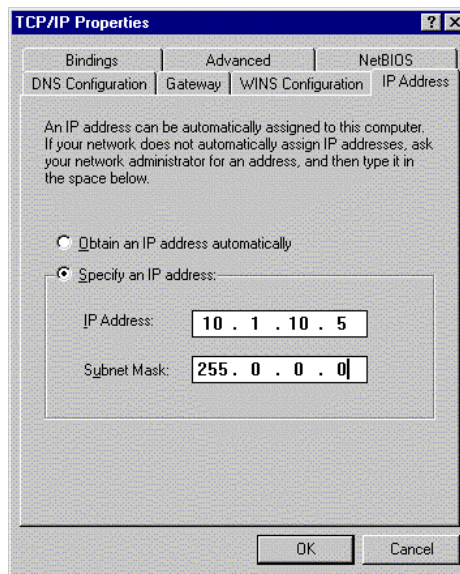 TCP/IP Properties
Bindings Advanced NetBIOS
DNS Configuration Gateway WINS Configuration IP Address
An IP address can be automatically assigned to this computer.
If your network does not automatically assign IP addresses, ask
your network administrator for an address, and then type it in
the space below.
Obtain an IP address automatically
Specify an IP address:
IP Address: 10 . 1 . 10 . 5
Subnet Mask: 255 . 0 . 0 . 0
OK Cancel